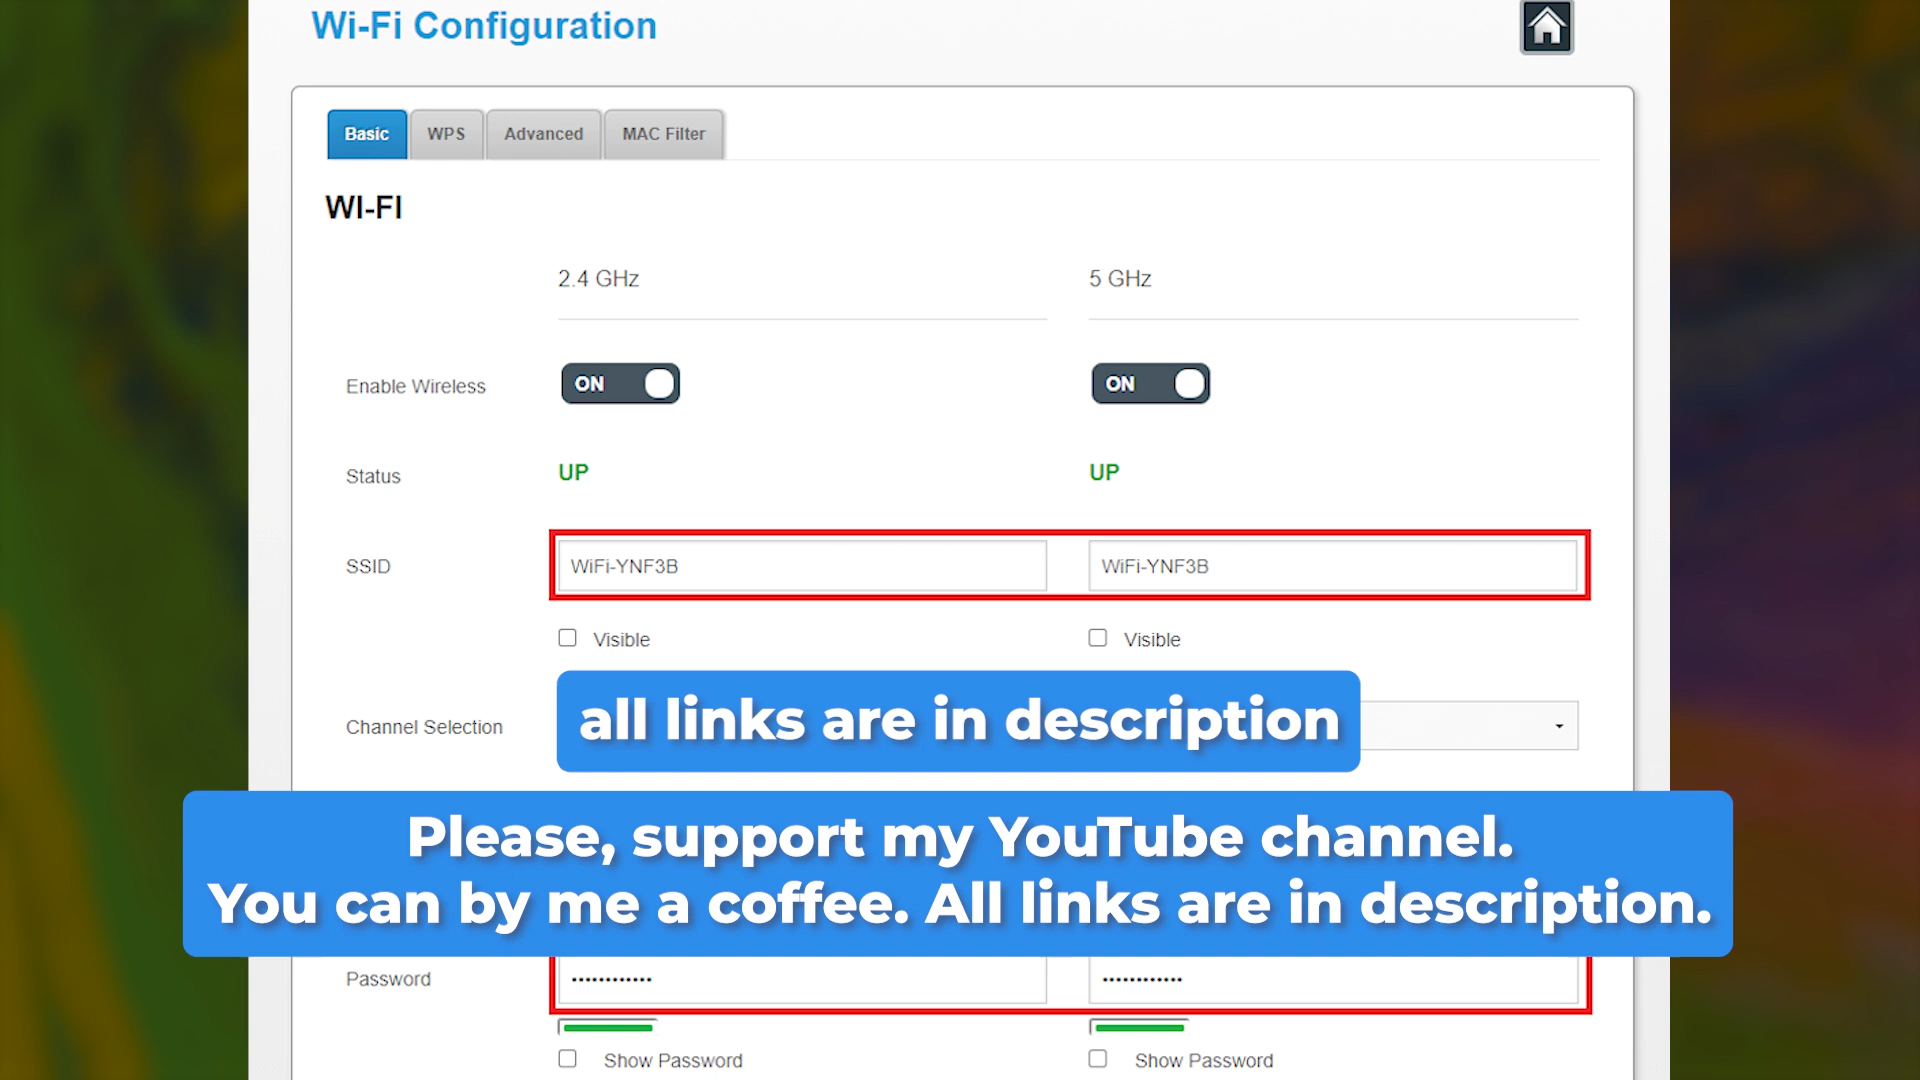 Wi-Fi Configuration
Basic WPS Advanced MAC Filter
WI-FI
2.4 GHz 5 GHz
Enable Wireless ON ON
Status UP UP
SSID WiFi-YNF3B WiFi-YNF3B
Visible Visible
Channel Selection
all links are in description
Please, support my YouTube channel.
You can by me a coffee. All links are in description.
Password ············ ············
Show Password Show Password